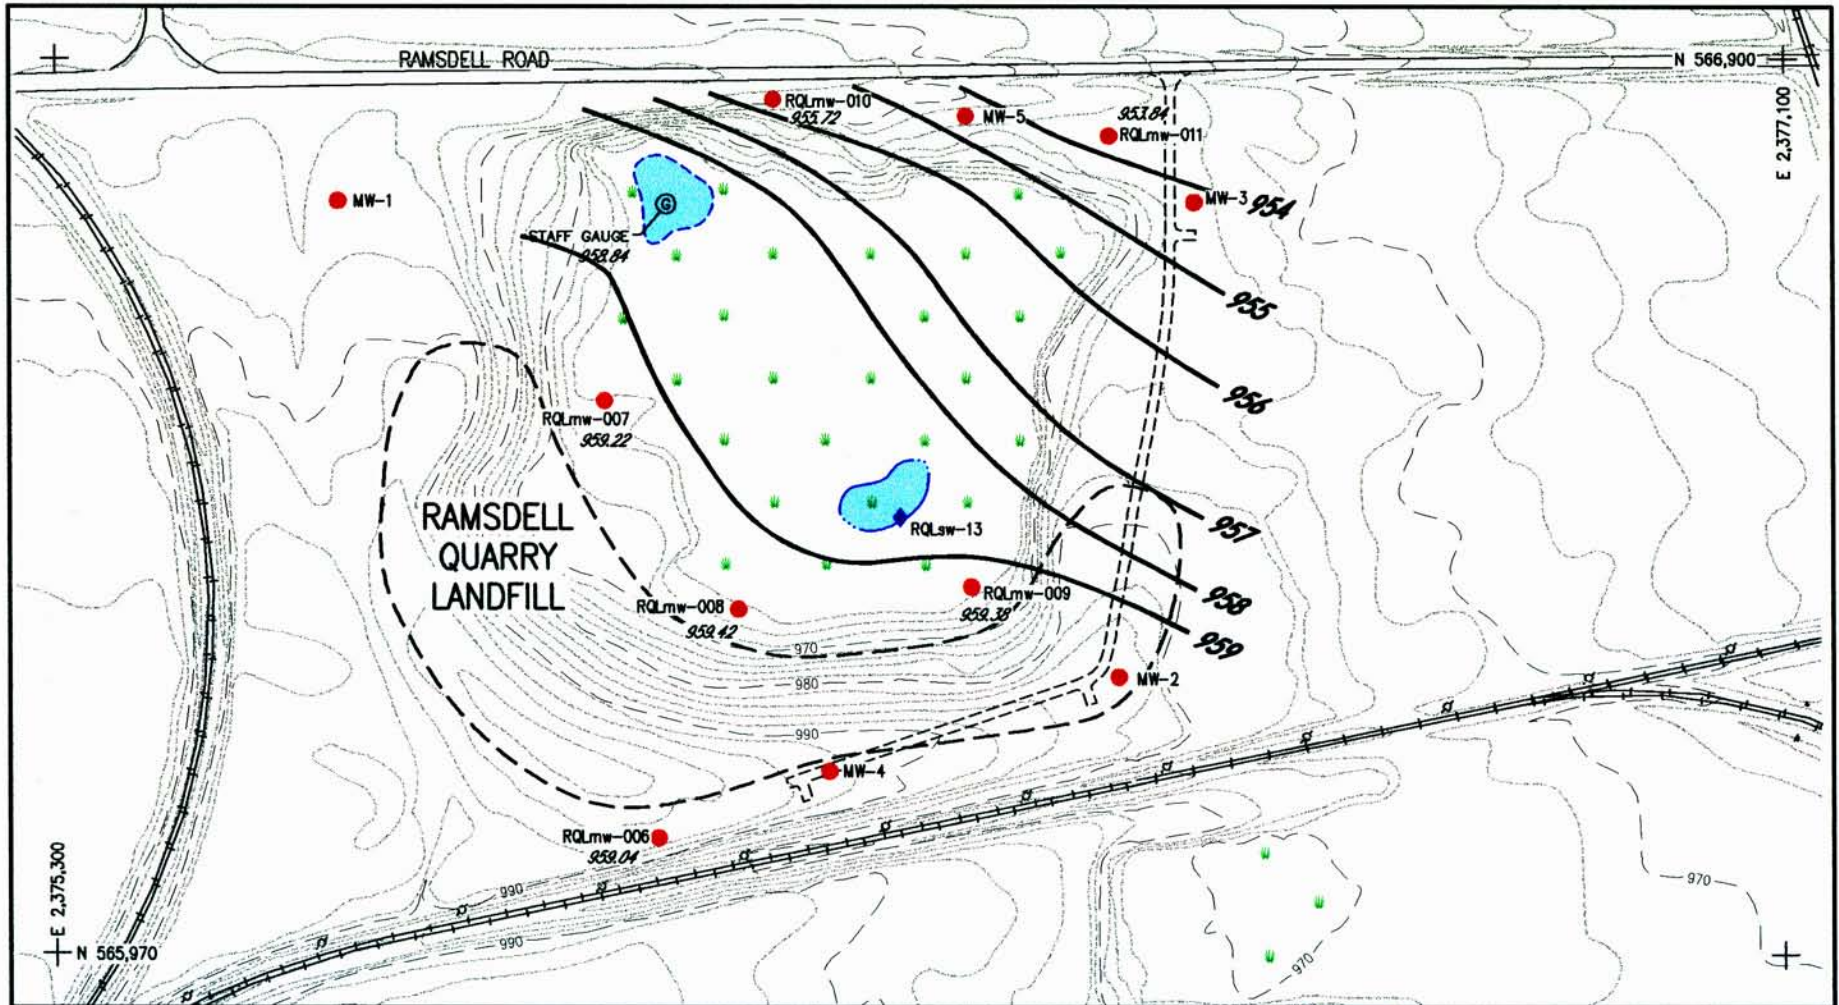 RAMSDELL ROAD
N 566,900
E 2,377,100
RQLmw-010
955.72
MW-5
953.84
RQLmw-011
MW-1
MW-3
954
G
STAFF GAUGE
958.84
955
956
RQLmw-007
959.22
RAMSDELL
QUARRY
LANDFILL
RQLsw-13
957
958
959
RQLmw-008
959.42
RQLmw-009
959.38
970
980
990
MW-2
MW-4
RQLmw-006
959.04
990
990
970
970
E 2,375,300
N 565,970